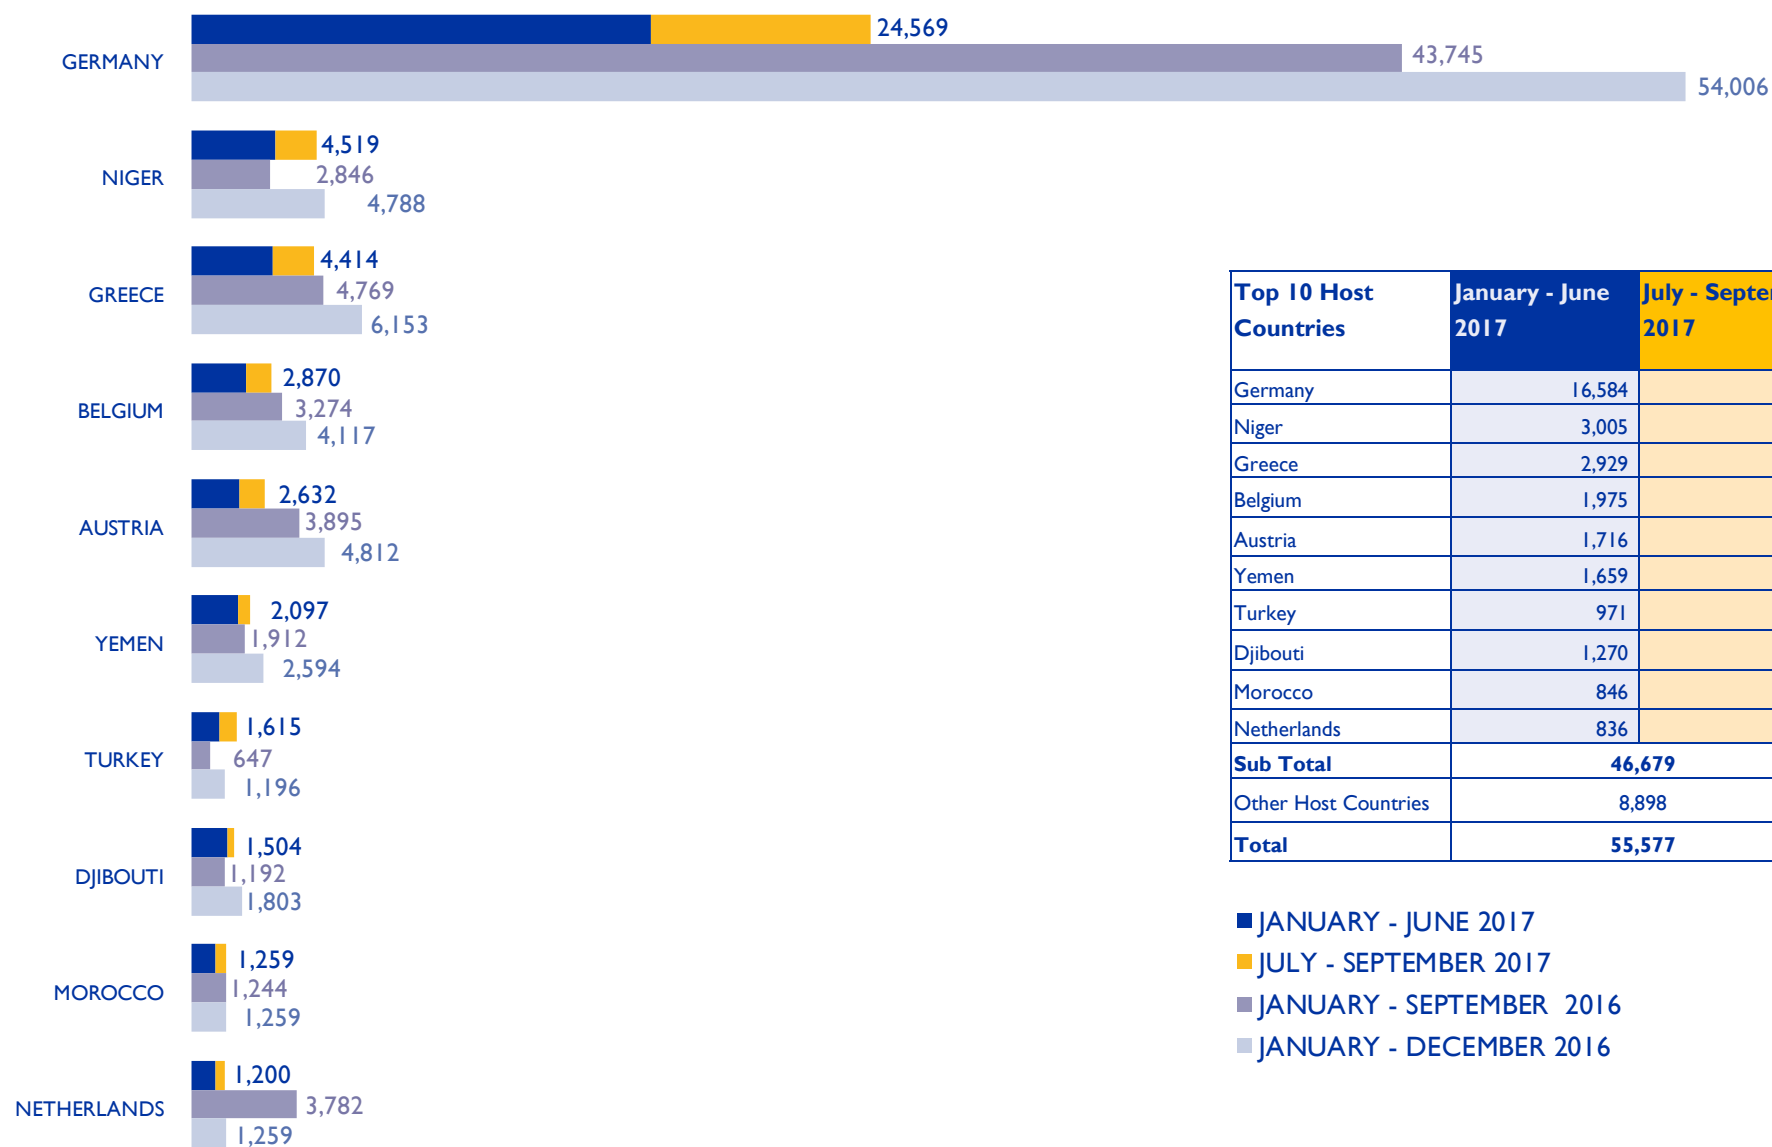 24,569
GERMANY
43,745
54,006
4,519
NIGER
2,846
4,788
4,414
GREECE
4,769
6,153
2,870
BELGIUM
3,274
4,117
2,632
AUSTRIA
3,895
4,812
2,097
YEMEN
1,912
2,594
1,615
TURKEY
647
1,196
1,504
DJIBOUTI
1,192
1,803
1,259
MOROCCO
1,244
1,259
1,200
NETHERLANDS
3,782
1,259
Top 10 Host Countries January - June 2017 July - 2017
Germany 16,584
Niger 3,005
Greece 2,929
Belgium 1,975
Austria 1,716
Yemen 1,659
Turkey 971
Djibouti 1,270
Morocco 846
Netherlands 836
Sub Total 46,679
Other Host Countries 8,898
Total 55,577
JANUARY - JUNE 2017
JULY - SEPTEMBER 2017
JANUARY - SEPTEMBER 2016
JANUARY - DECEMBER 2016